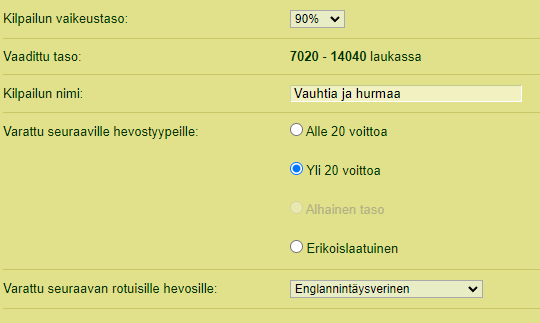 Kilpailun vaikeustaso: 90%
Vaadittu taso: 7020 - 14040 laukassa
Kilpailun nimi: Vauhtia ja hurmaa
Varattu seuraaville hevostyypeille: Alle 20 voittoa
Yli 20 voittoa
Alhainen taso
Erikoislaatuinen
Varattu seuraavan rotuisille hevosille: Englannintäysverinen